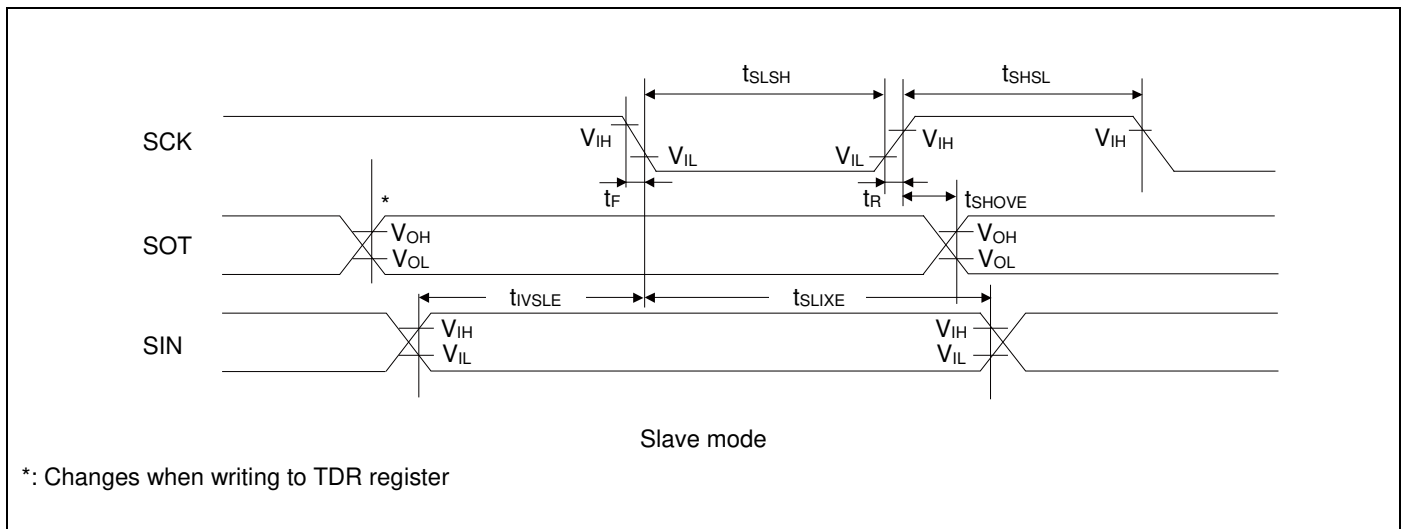 tSLSH tSHSL
SCK VIH VIL VIL VIH VIH
tF tR tSHOVE
*
SOT VOH VOH
VOL VOL
tIVSLE tSLIXE
SIN VIH VIH
VIL VIL
Slave mode
*: Changes when writing to TDR register